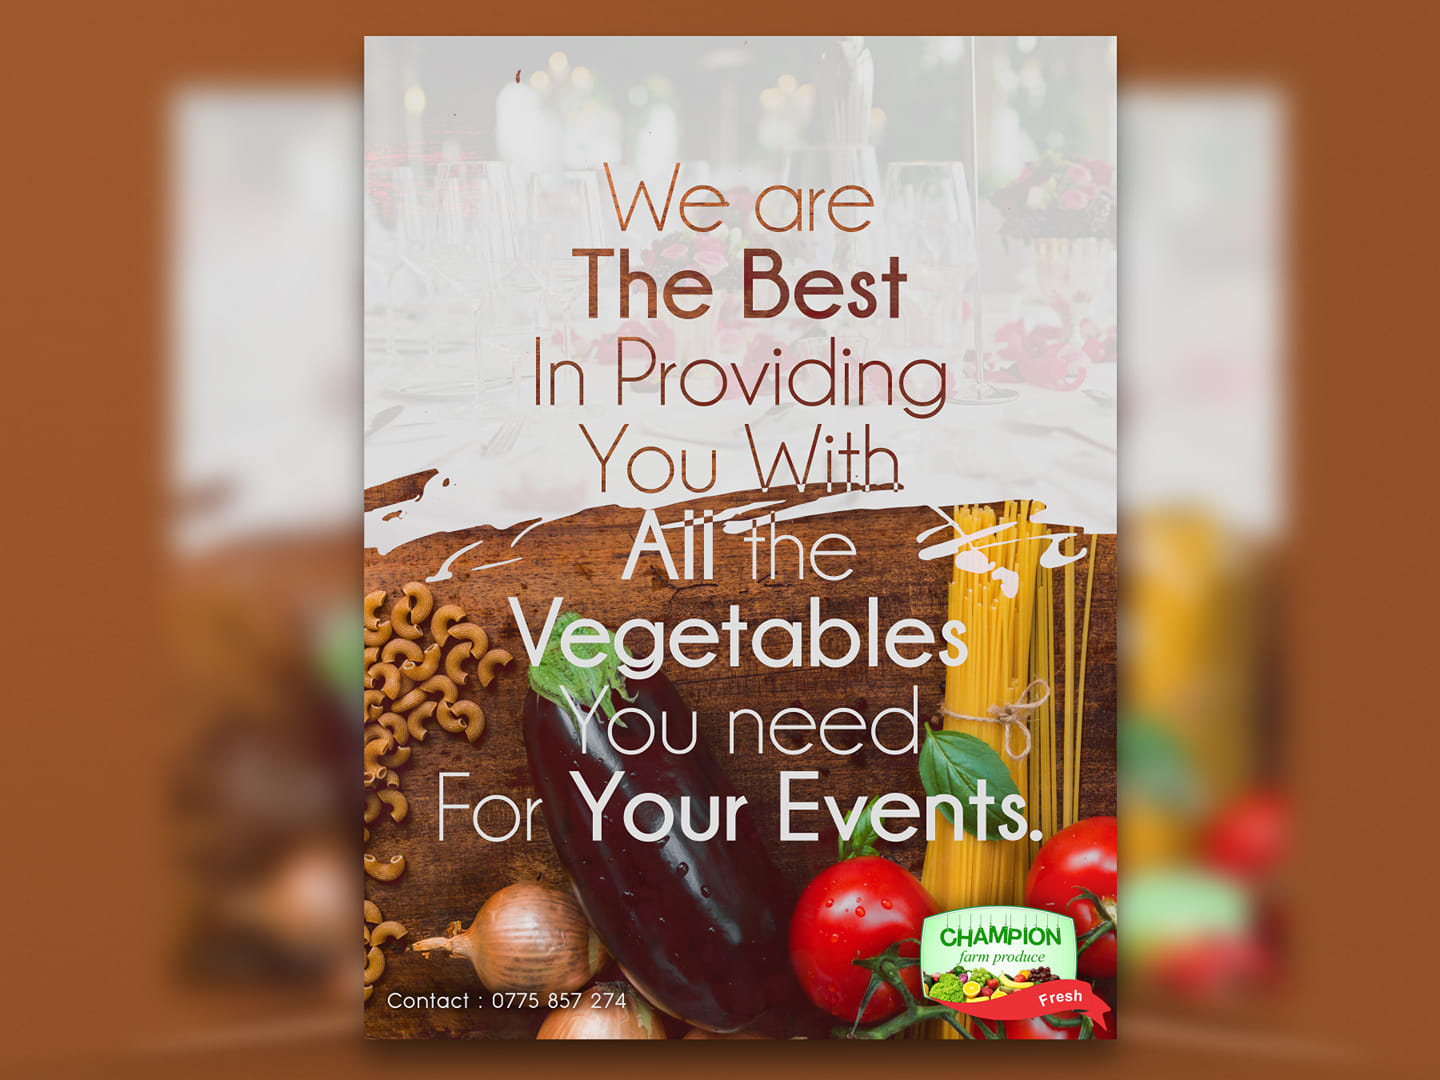 We are
The Best
In Providing
You With
All the
Vegetables
You need
For Your Events.
Contact : 0775 857 274
CHAMPION
farm produce
Fresh